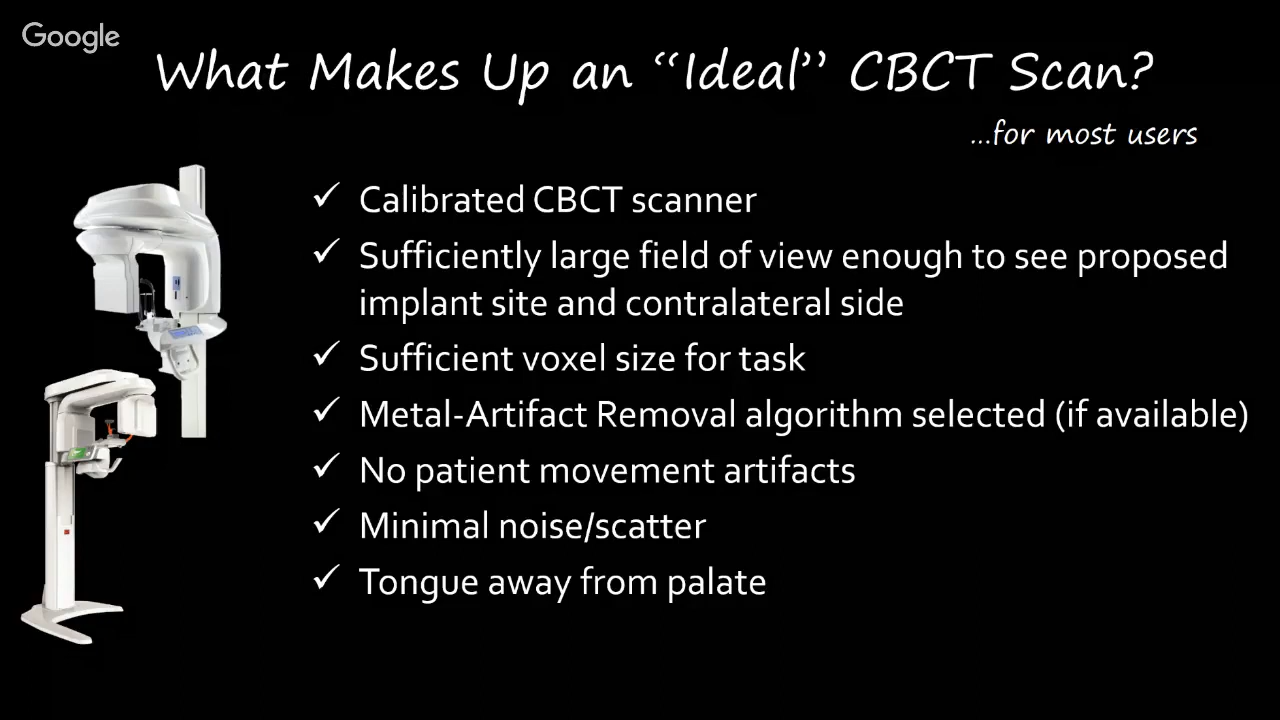 Google
What Makes Up an “Ideal” CBCT Scan?
...for most users
✓ Calibrated CBCT scanner
✓ Sufficiently large field of view enough to see proposed
implant site and contralateral side
✓ Sufficient voxel size for task
✓ Metal-Artifact Removal algorithm selected (if available)
✓ No patient movement artifacts
✓ Minimal noise/scatter
✓ Tongue away from palate